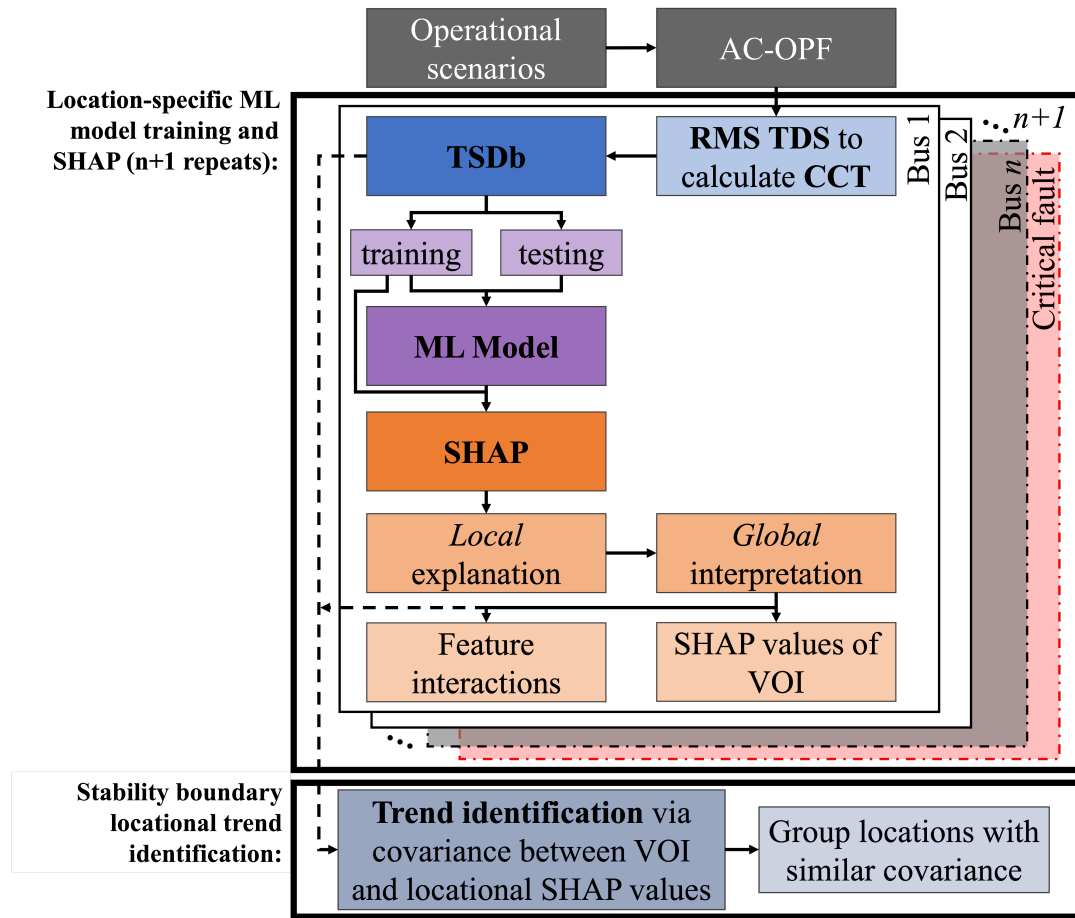 Operational
scenarios
AC-OPF
Location-specific ML
model training and
SHAP (n+1 repeats):
TSDb
RMS TDS to
calculate CCT
Bus 1
Bus 2
... n+1
Bus n
Critical fault
training
testing
ML Model
SHAP
Local
explanation
Global
interpretation
Feature
interactions
SHAP values of
VOI
...
Stability boundary
locational trend
identification:
Trend identification via
covariance between VOI
and locational SHAP values
Group locations with
similar covariance